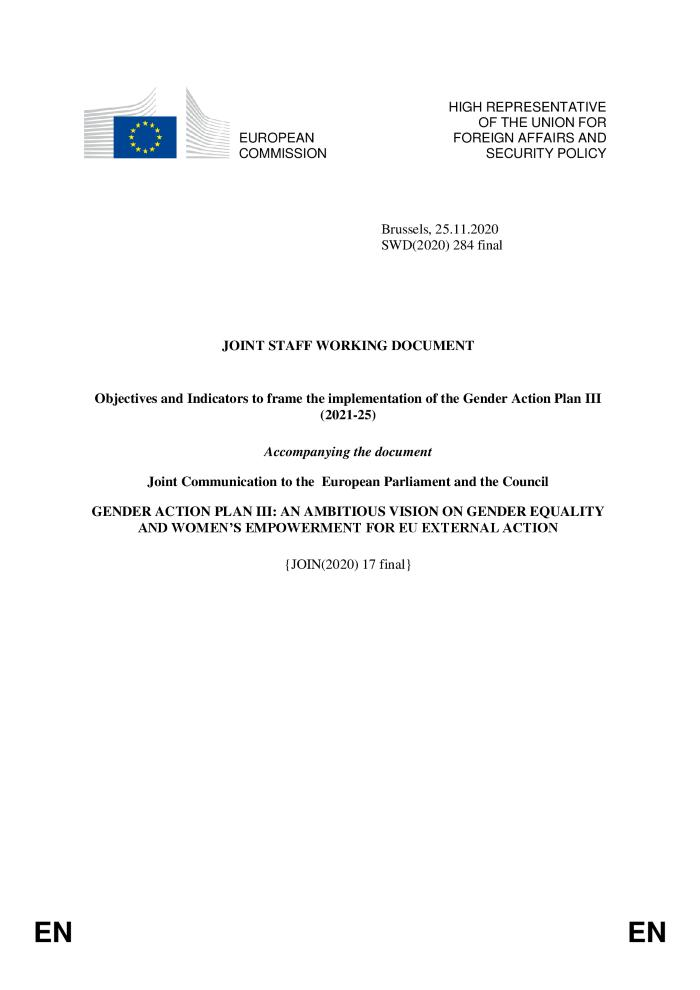 EUROPEAN
COMMISSION
HIGH REPRESENTATIVE
OF THE UNION FOR
FOREIGN AFFAIRS AND
SECURITY POLICY
Brussels, 25.11.2020
SWD(2020) 284 final
JOINT STAFF WORKING DOCUMENT
Objectives and Indicators to frame the implementation of the Gender Action Plan III
(2021-25)
Accompanying the document
Joint Communication to the European Parliament and the Council
GENDER ACTION PLAN III: AN AMBITIOUS VISION ON GENDER EQUALITY
AND WOMEN'S EMPOWERMENT FOR EU EXTERNAL ACTION
{JOIN(2020) 17 final}
EN
EN